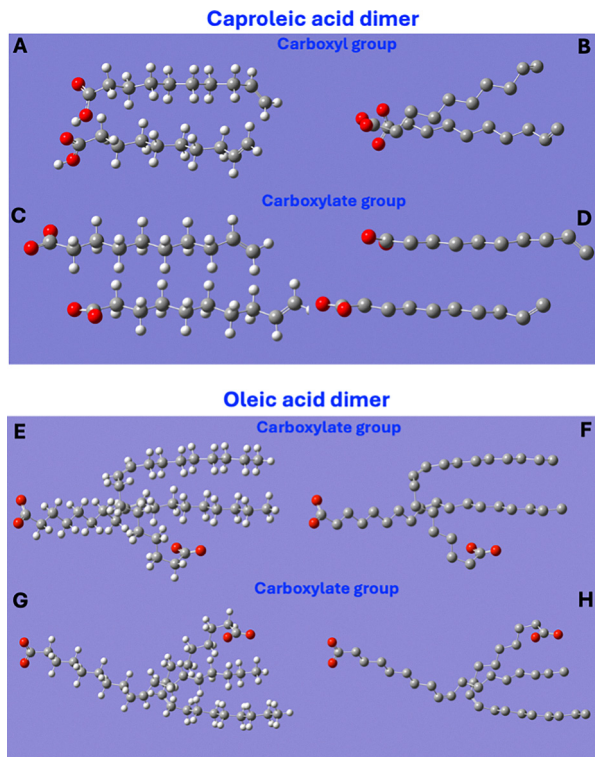 Caproleic acid dimer
A
Carboxyl group
B
C
Carboxylate group
D
Oleic acid dimer
E
Carboxylate group
F
G
Carboxylate group
H